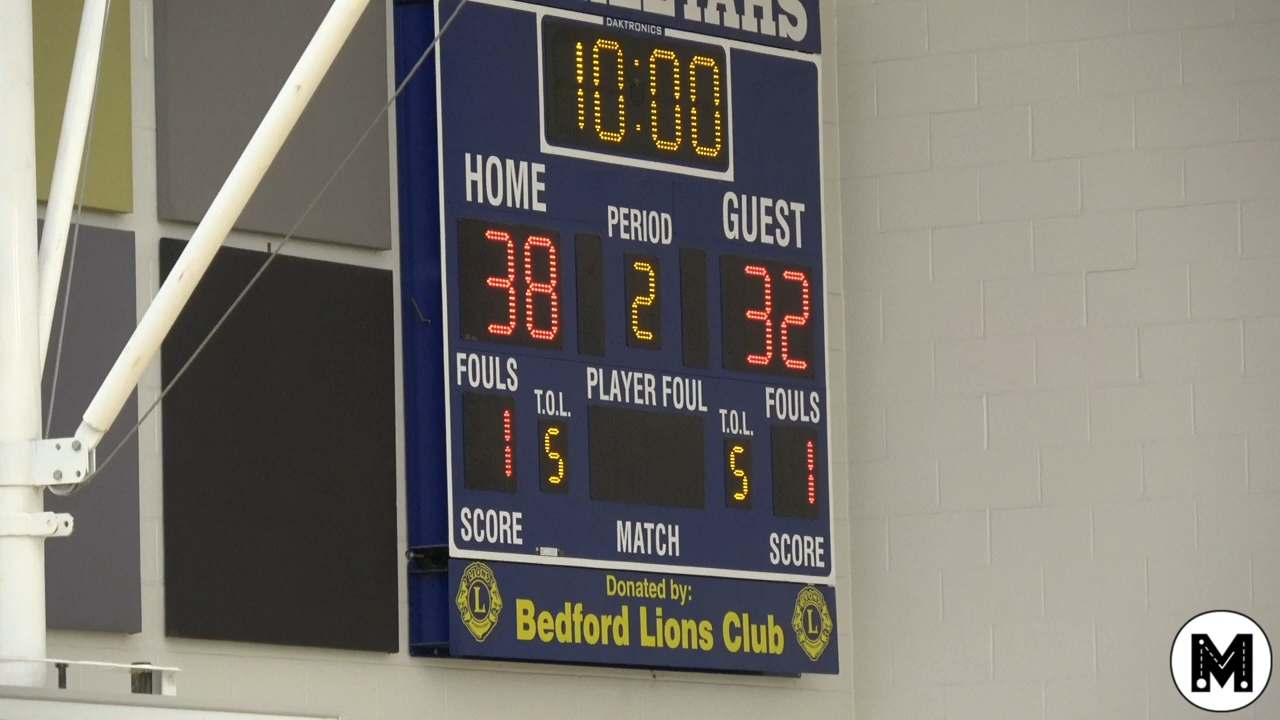 DAKTRONICS
10:00
HOME
PERIOD
GUEST
38
2
32
FOULS
T.O.L.
PLAYER FOUL
T.O.L.
FOULS
1
5
5
1
SCORE
MATCH
SCORE
Donated by:
Bedford Lions Club
LIONS
L
L
M